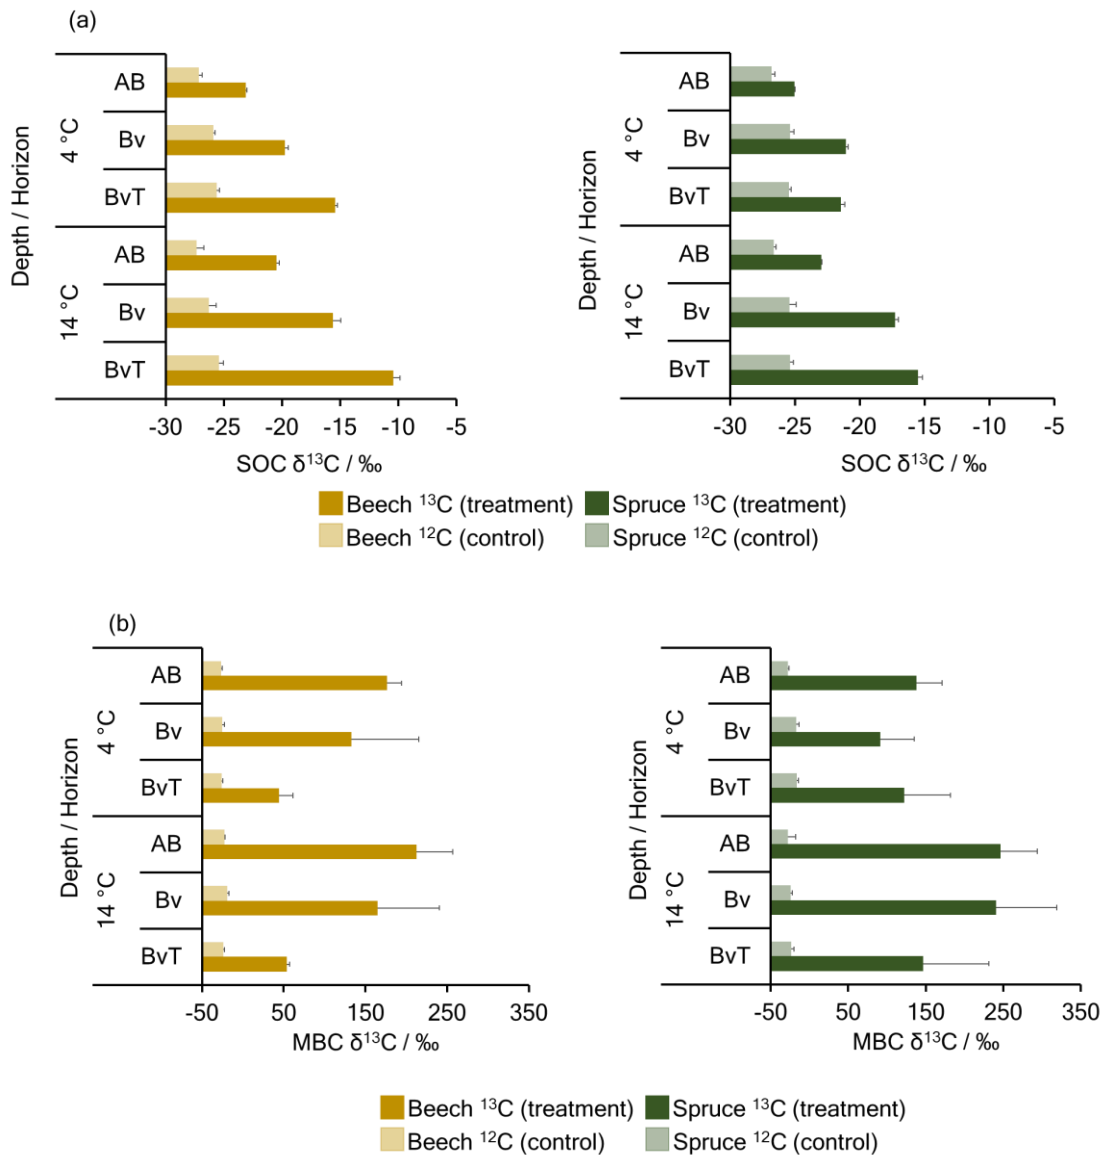 (a)
Depth / Horizon
4 °C
AB
Bv
BvT
14 °C
AB
Bv
BvT
-30 -25 -20 -15 -10 -5
SOC δ¹³C / ‰
Depth / Horizon
4 °C
AB
Bv
BvT
14 °C
AB
Bv
BvT
-30 -25 -20 -15 -10 -5
SOC δ¹³C / ‰
Beech ¹³C (treatment) Spruce ¹³C (treatment)
Beech ¹²C (control) Spruce ¹²C (control)
(b)
Depth / Horizon
4 °C
AB
Bv
BvT
14 °C
AB
Bv
BvT
-50 50 150 250 350
MBC δ¹³C / ‰
Depth / Horizon
4 °C
AB
Bv
BvT
14 °C
AB
Bv
BvT
-50 50 150 250 350
MBC δ¹³C / ‰
Beech ¹³C (treatment) Spruce ¹³C (treatment)
Beech ¹²C (control) Spruce ¹²C (control)